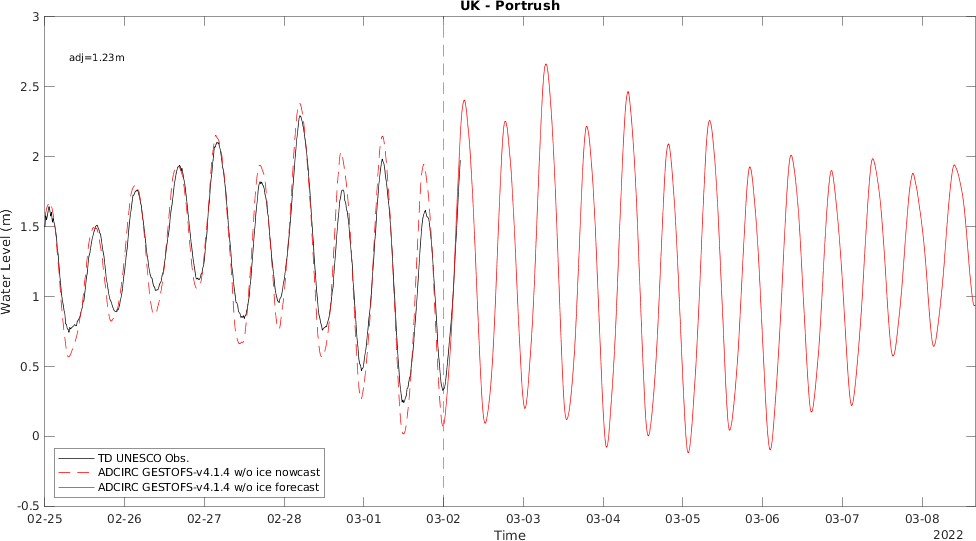 UK - Portrush
adj=1.23m
Water Level (m)
3
2.5
2
1.5
1
0.5
0
-0.5
TD UNESCO Obs.
ADCIRC GESTOFS-v4.1.4 w/o ice nowcast
ADCIRC GESTOFS-v4.1.4 w/o ice forecast
02-25 02-26 02-27 02-28 03-01 03-02 03-03 03-04 03-05 03-06 03-07 03-08
Time
2022